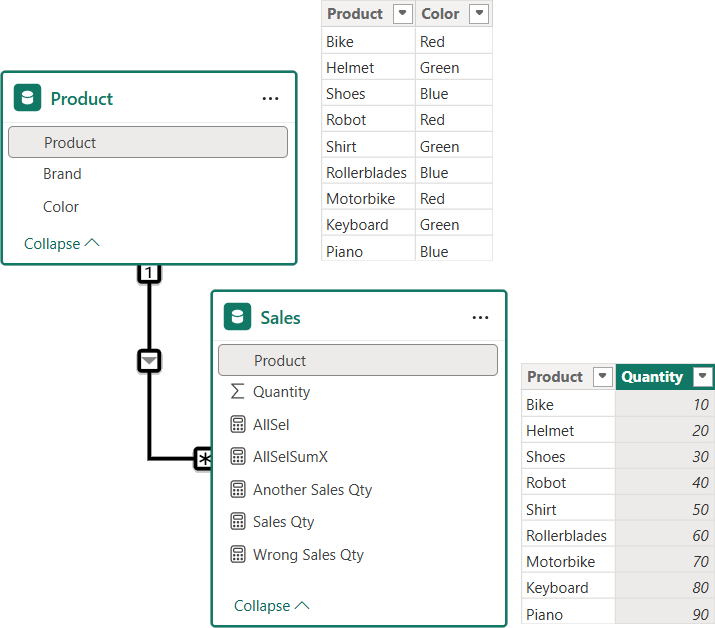 Product Color
Bike Red
Helmet Green
Shoes Blue
Robot Red
Shirt Green
Rollerblades Blue
Motorbike Red
Keyboard Green
Piano Blue
Product ...
Product
Brand
Color
Collapse
1
*
Sales ...
Product
Σ Quantity
AllSel
AllSelSumX
Another Sales Qty
Sales Qty
Wrong Sales Qty
Collapse
Product Quantity
Bike 10
Helmet 20
Shoes 30
Robot 40
Shirt 50
Rollerblades 60
Motorbike 70
Keyboard 80
Piano 90